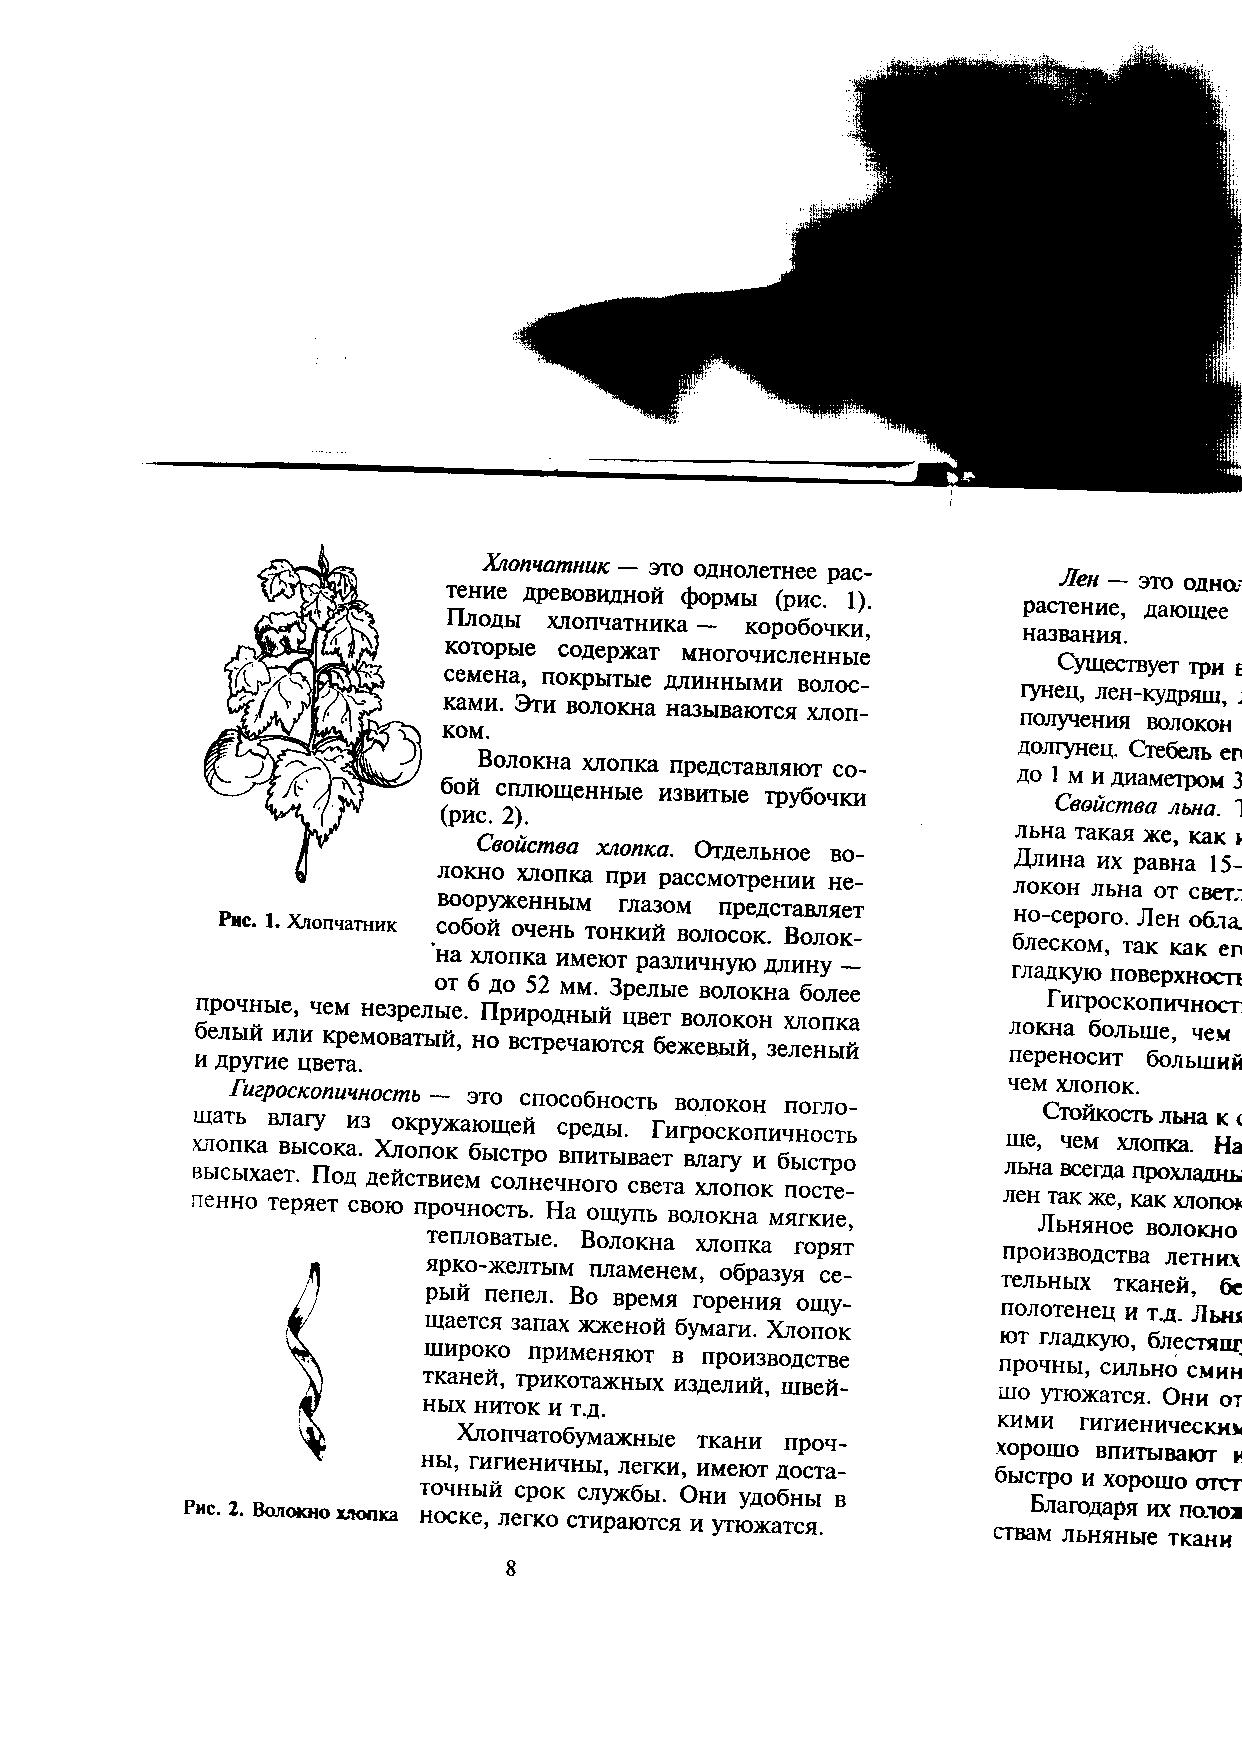 Хлопчатник — это однолетнее рас-
тение древовидной формы (рис. 1).
Плоды хлопчатника — коробочки,
которые содержат многочисленные
семена, покрытые длинными волос-
ками. Эти волокна называются хлоп-
ком.
Волокна хлопка представляют со-
бой сплющенные извитые трубочки
(рис. 2).
Свойства хлопка. Отдельное во-
локно хлопка при рассмотрении не-
вооруженным глазом представляет
собой очень тонкий волосок. Волок-
на хлопка имеют различную длину —
от 6 до 52 мм. Зрелые волокна более
Рис. 1. Хлопчатник
прочные, чем незрелые. Природный цвет волокон хлопка
белый или кремоватый, но встречаются бежевый, зеленый
и другие цвета.
Гигроскопичность — это способность волокон погло-
щать влагу из окружающей среды. Гигроскопичность
хлопка высока. Хлопок быстро впитывает влагу и быстро
высыхает. Под действием солнечного света хлопок посте-
пенно теряет свою прочность. На ощупь волокна мягкие,
тепловатые. Волокна хлопка горят
ярко-желтым пламенем, образуя се-
рый пепел. Во время горения ощу-
щается запах жженой бумаги. Хлопок
широко применяют в производстве
тканей, трикотажных изделий, швей-
ных ниток и т.д.
Хлопчатобумажные ткани проч-
ны, гигиеничны, легки, имеют доста-
точный срок службы. Они удобны в
носке, легко стираются и утюжатся.
Рис. 2. Волокно хлопка
8
Лен — это
растение, дающее
названия.
Существует три
гунец, лен-кудряш,
получения волокон
долгунец. Стебель
до 1 м и диаметром 3
Свойства льна.
льна такая же, как
Длина их равна 15-
локон льна от
но-серого. Лен
блеском, так как
гладкую
локна больше, чем
переносит больший
чем хлопок.
Стойкость льна к
ше, чем хлопка. На
льна всегда
лен так же, как
Льняное волокно
производства летних
тельных тканей,
полотенец и т.д.
ют гладкую,
прочны, сильно
шо утюжатся. Они
кими
хорошо впитывают
быстро и хорошо
Благодаря их
ствам льняные ткани